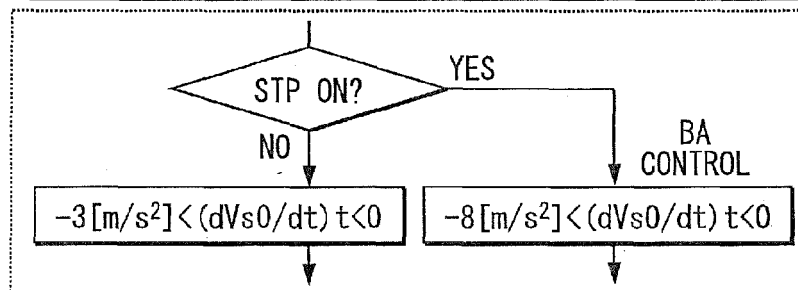 STP ON?
YES
NO
BA
CONTROL
-3[m/s²]<(dVs0/dt)t<0
-8[m/s²]<(dVs0/dt)t<0